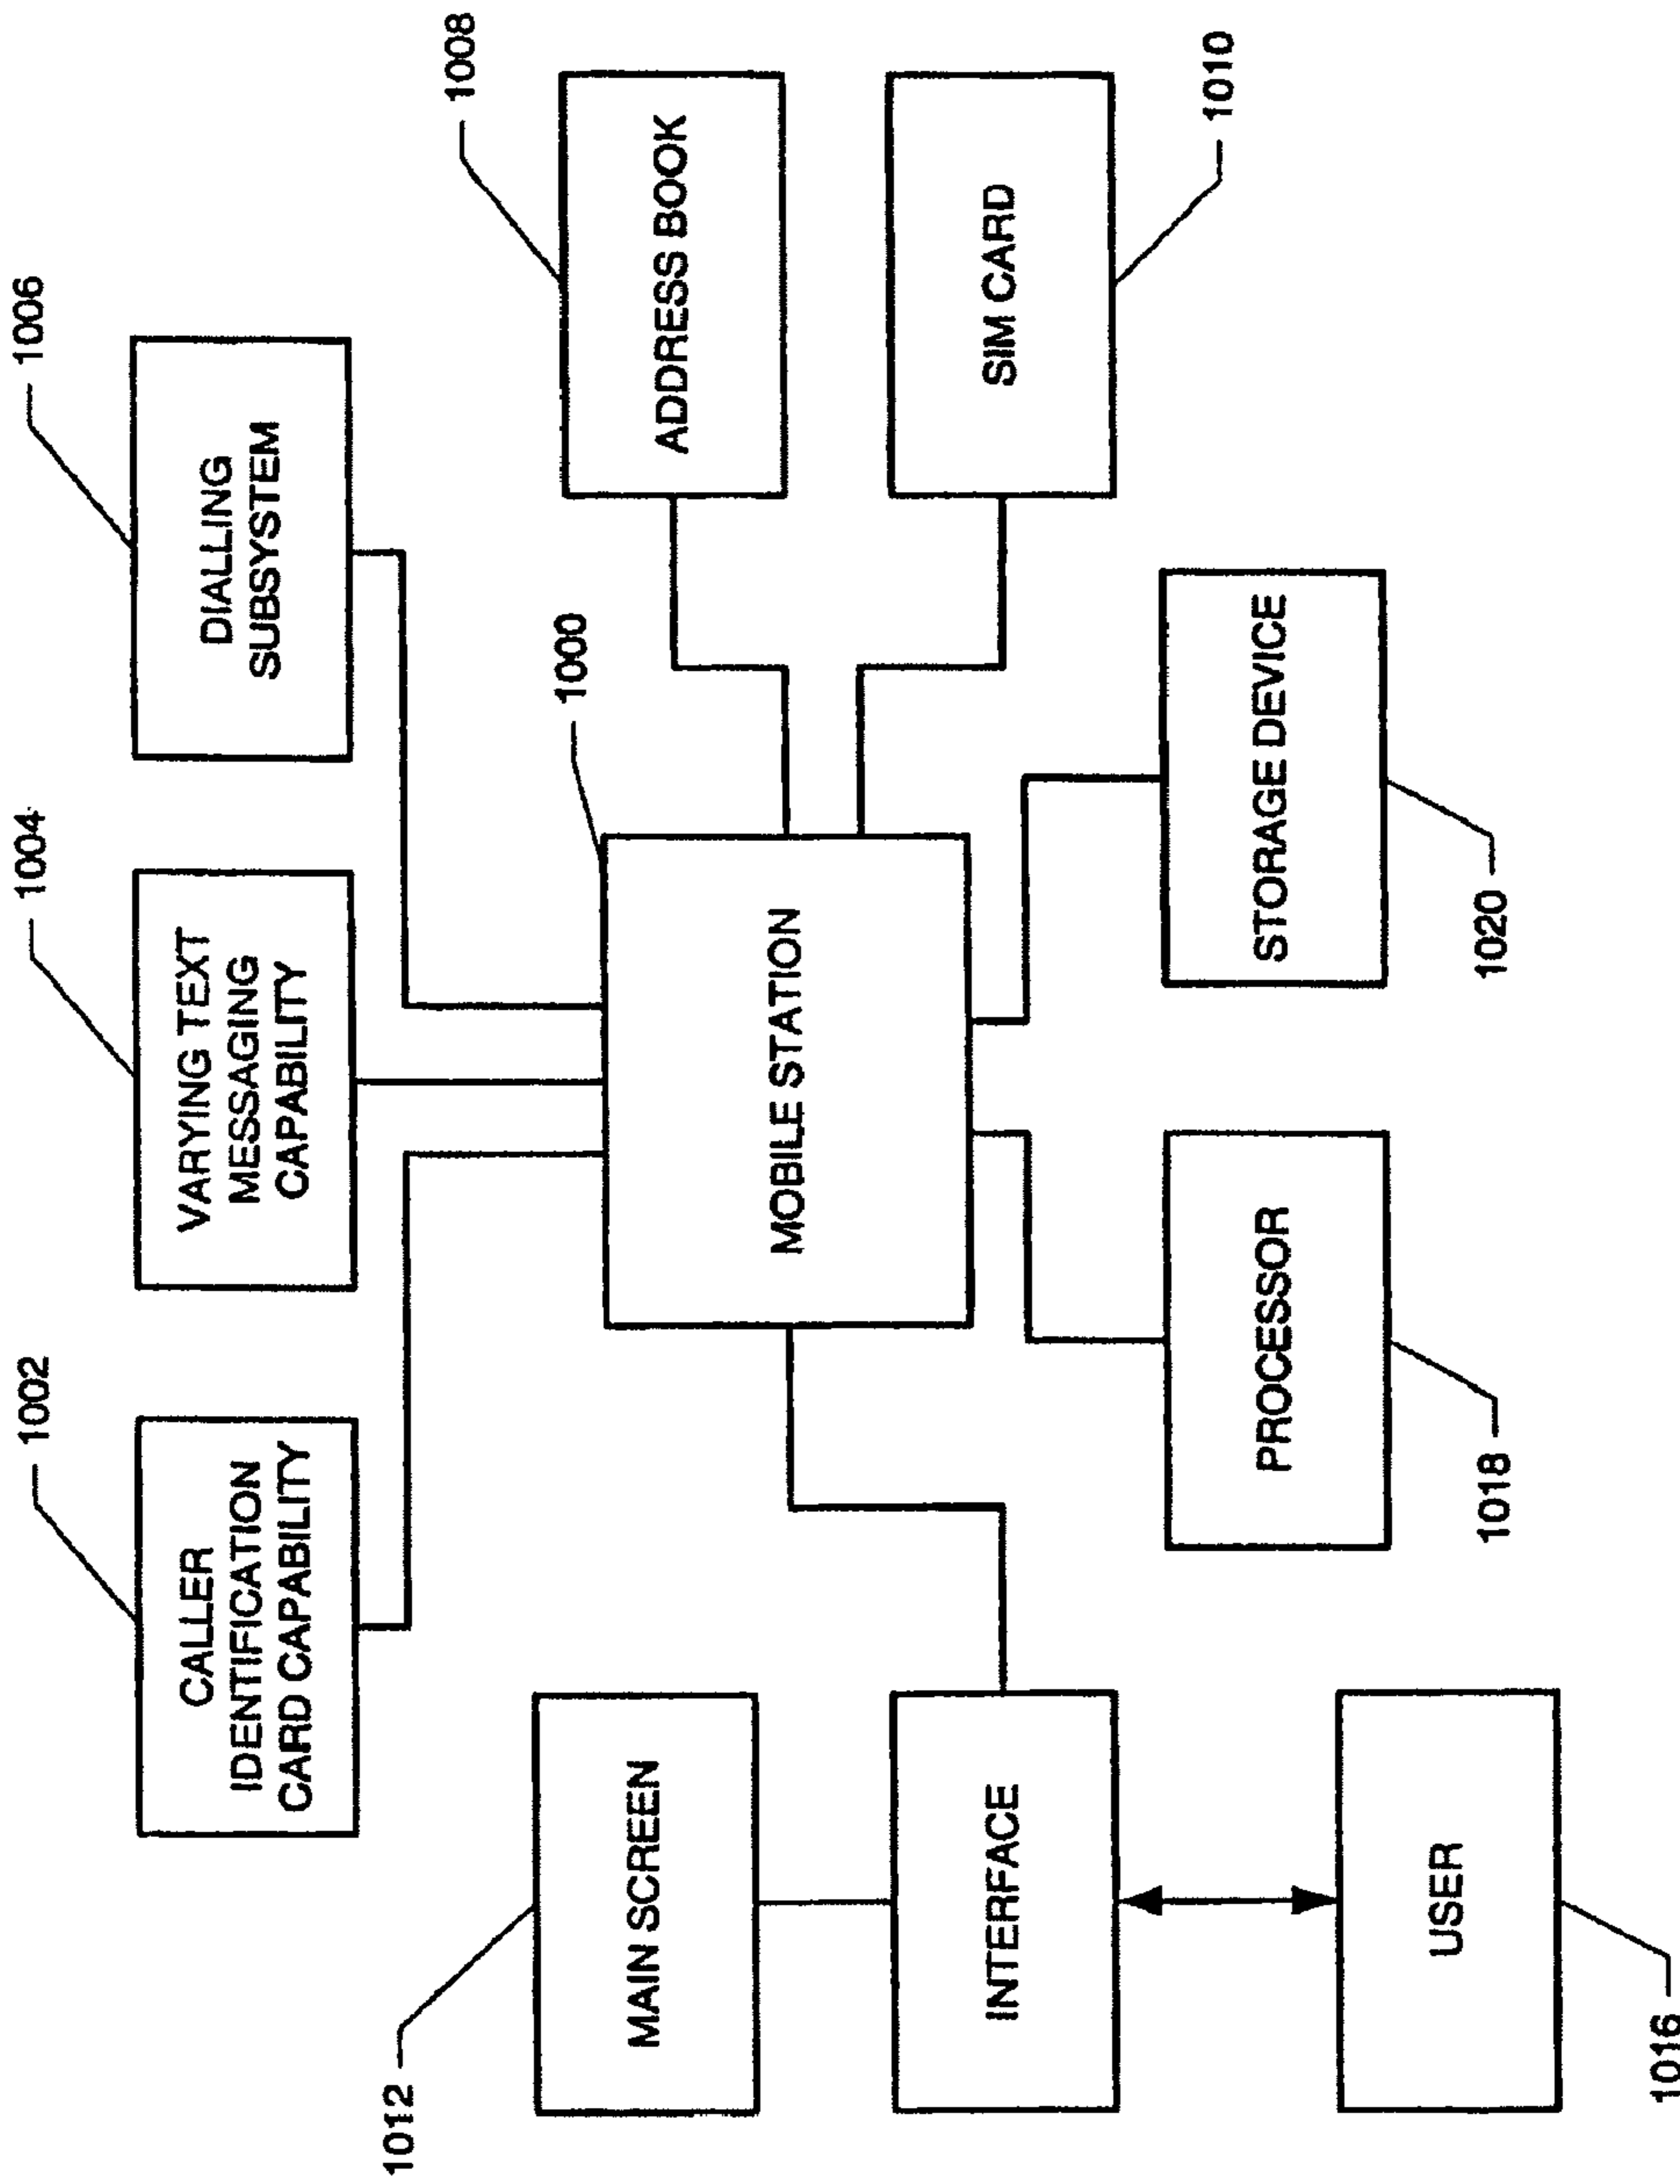 1002
CALLER
IDENTIFICATION
CARD CAPABILITY
1004
VARYING TEXT
MESSAGING
CAPABILITY
1006
DIALLING
SUBSYSTEM
1012
MAIN SCREEN
1000
MOBILE STATION
1008
ADDRESS BOOK
INTERFACE
SIM CARD
1010
PROCESSOR
1018
STORAGE DEVICE
1020
USER
1016